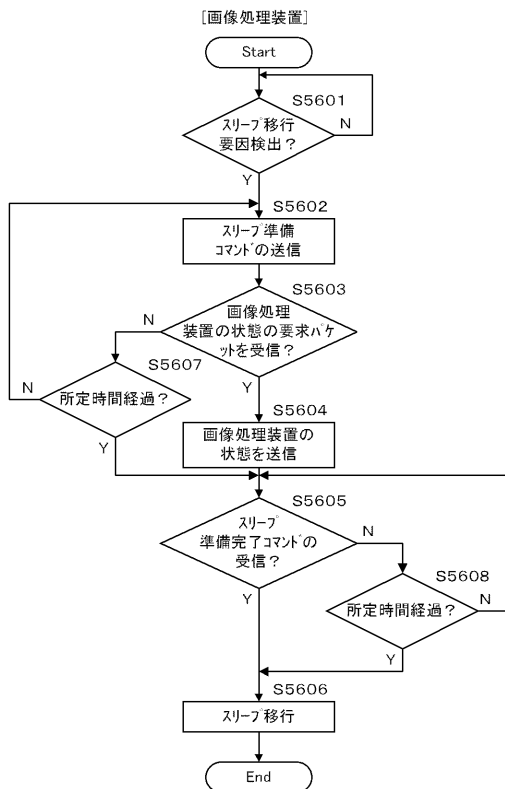 [画像処理装置]
Start
S5601
ｽﾘｰﾌﾟ移行
要因検出？
N
Y
S5602
ｽﾘｰﾌﾟ準備
ｺﾏﾝﾄﾞの送信
S5603
画像処理
装置の状態の要求ﾊﾟｹ
ｯﾄを受信？
N
Y
S5607
所定時間経過？
N
Y
S5604
画像処理装置の
状態を送信
S5605
ｽﾘｰﾌﾟ
準備完了ｺﾏﾝﾄﾞの
受信？
N
Y
S5608
所定時間経過？
N
Y
S5606
ｽﾘｰﾌﾟ移行
End